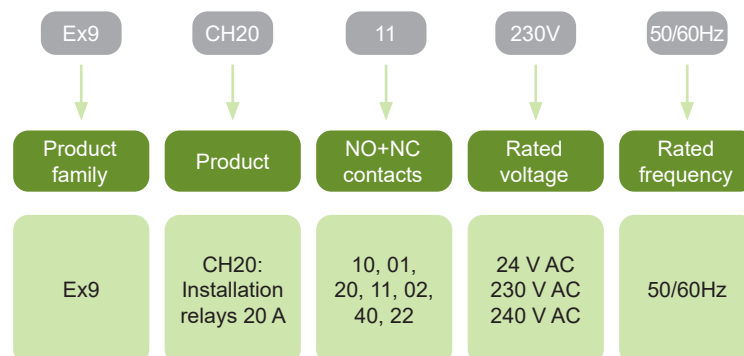 Ex9 CH20 11 230V 50/60Hz
Product family
Product
NO+NC contacts
Rated voltage
Rated frequency
Ex9
CH20:
Installation
relays 20 A
10, 01,
20, 11, 02,
40, 22
24 V AC
230 V AC
240 V AC
50/60Hz